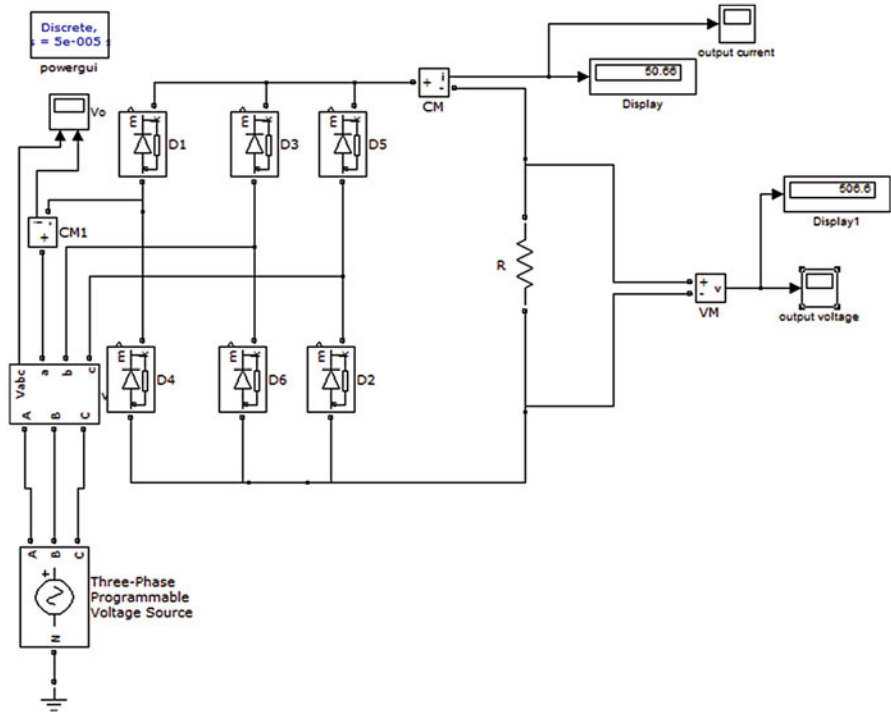 Discrete,
s = 5e-005 s
powergui
output current
50.66
Display
i
+
-
CM
Vo
m
k
D1
m
k
D3
m
k
D5
506.6
Display1
-
+
CM1
R
+
-
v
VM
output voltage
Vabc
a
b
c
A
B
C
m
k
D4
m
k
D6
m
k
D2
A
B
C
+
N
Three-Phase
Programmable
Voltage Source